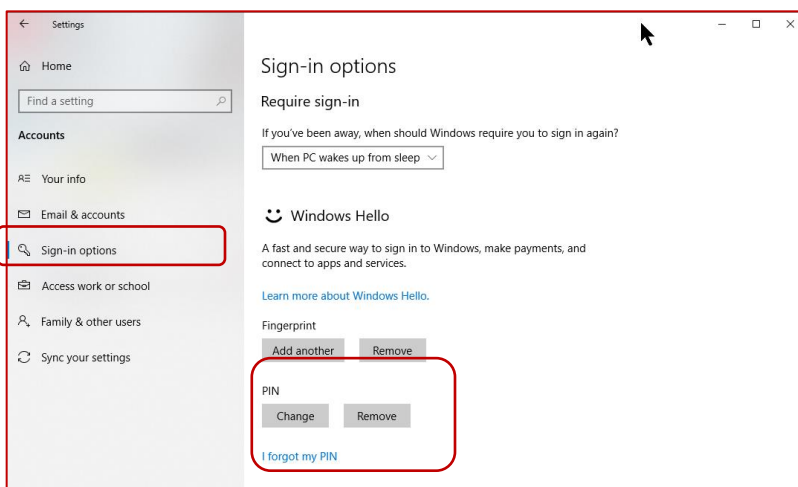 Settings
Home
Find a setting
Accounts
Your info
Email & accounts
Sign-in options
Access work or school
Family & other users
Sync your settings
Sign-in options
Require sign-in
If you've been away, when should Windows require you to sign in again?
When PC wakes up from sleep
Windows Hello
A fast and secure way to sign in to Windows, make payments, and
connect to apps and services.
Learn more about Windows Hello.
Fingerprint
Add another Remove
PIN
Change Remove
I forgot my PIN